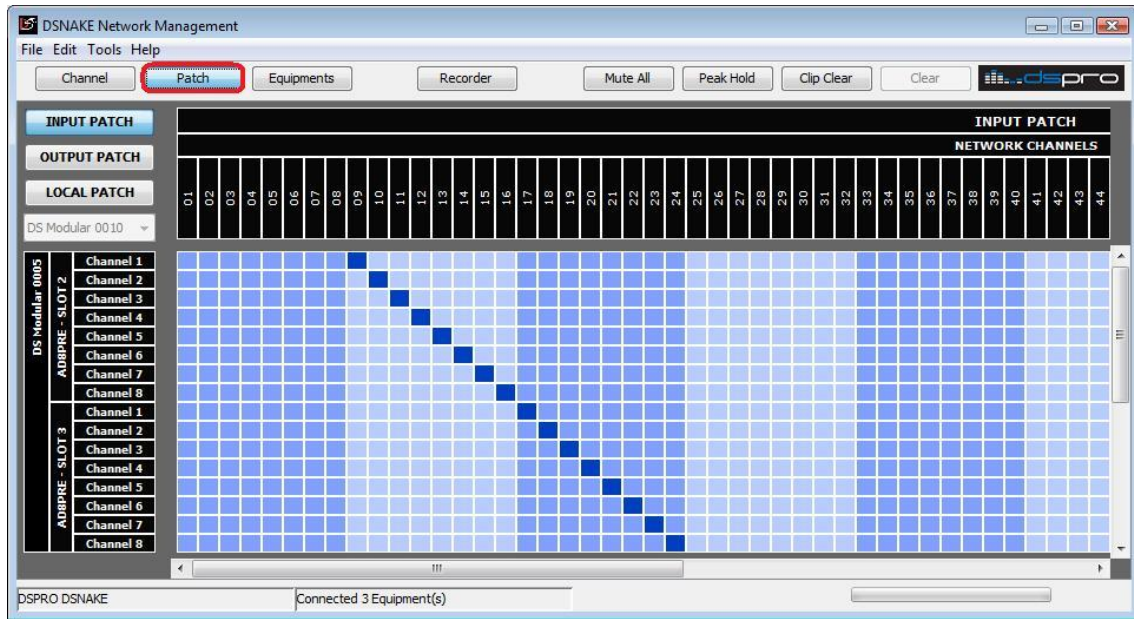 DSNAKE Network Management
File Edit Tools Help
Channel Patch Equipments Recorder Mute All Peak Hold Clip Clear Clear dspro
INPUT PATCH
OUTPUT PATCH
LOCAL PATCH
DS Modular 0010
INPUT PATCH
NETWORK CHANNELS
01 02 03 04 05 06 07 08 09 10 11 12 13 14 15 16 17 18 19 20 21 22 23 24 25 26 27 28 29 30 31 32 33 34 35 36 37 38 39 40 41 42 43 44
DS Modular 0005
AD8PRE - SLOT 2
Channel 1
Channel 2
Channel 3
Channel 4
Channel 5
Channel 6
Channel 7
Channel 8
AD8PRE - SLOT 3
Channel 1
Channel 2
Channel 3
Channel 4
Channel 5
Channel 6
Channel 7
Channel 8
DSPRO DSNAKE Connected 3 Equipment(s)